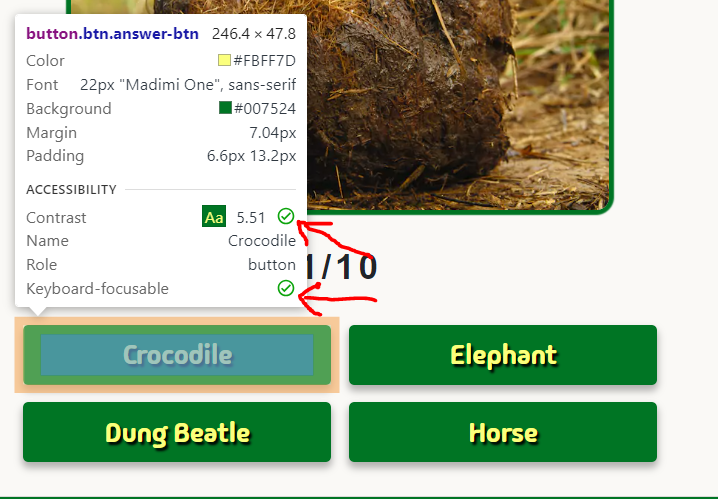 button.btn.answer-btn 246.4 × 47.8
Color #FBFF7D
Font 22px "Madimi One", sans-serif
Background #007524
Margin 7.04px
Padding 6.6px 13.2px
ACCESSIBILITY
Contrast Aa 5.51
Name Crocodile
Role button
Keyboard-focusable
1/10
Crocodile Elephant
Dung Beatle Horse